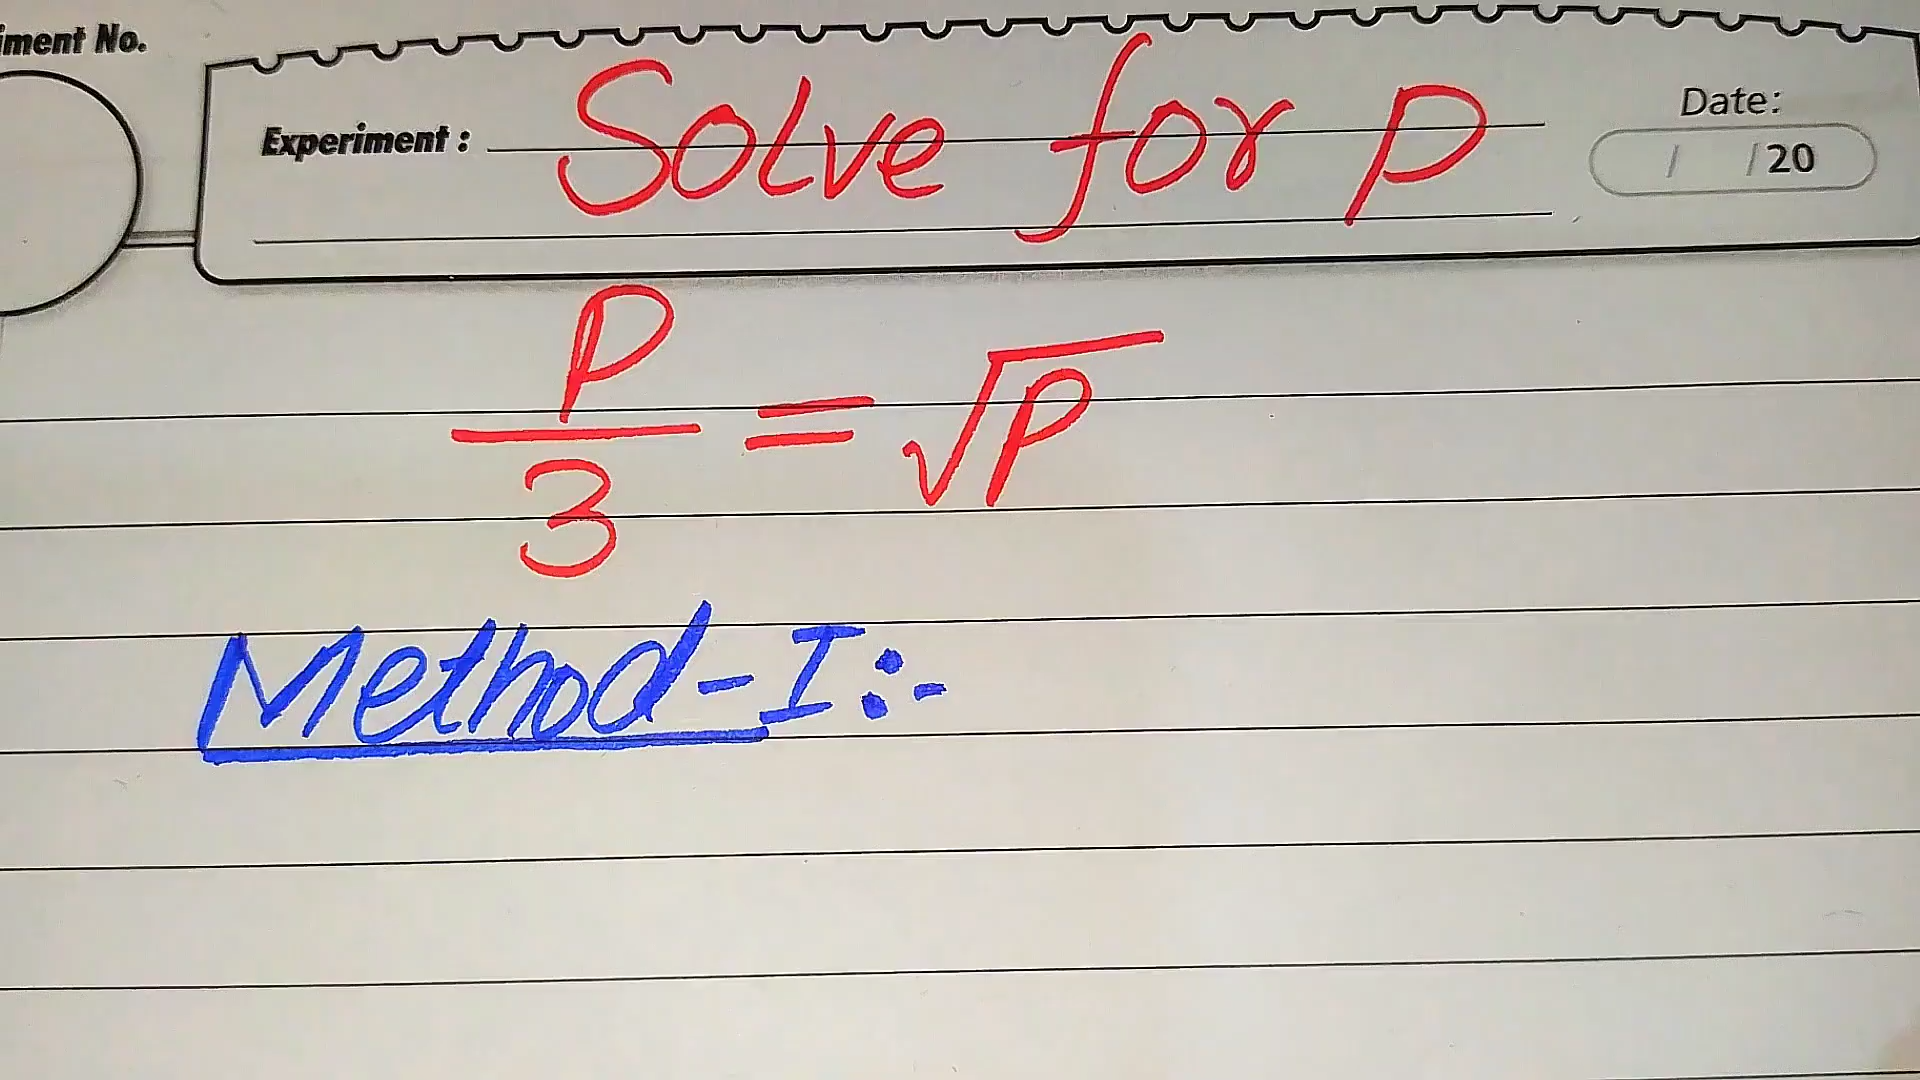 iment No.
Experiment : Solve for P
Date:
/ /20
P/3 = √P
Method-I:-